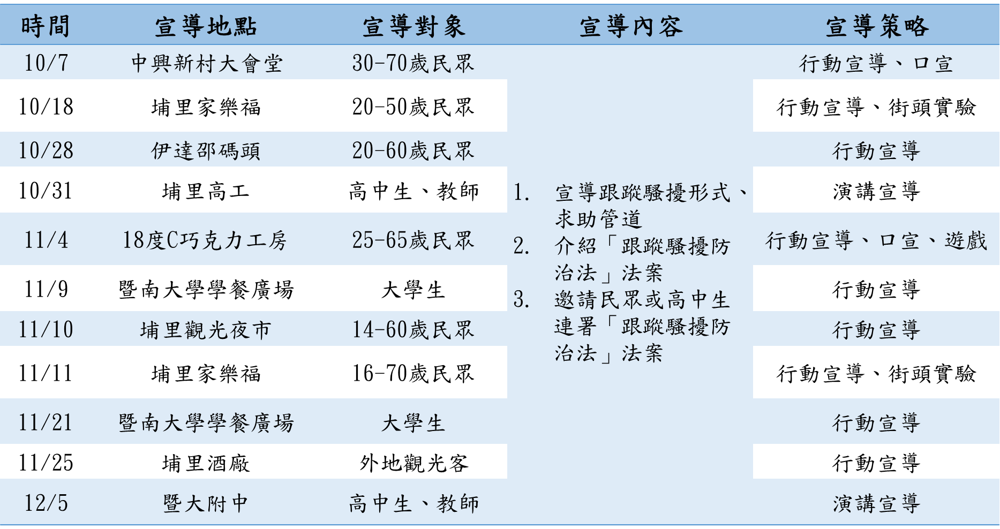 時間 宣導地點 宣導對象 宣導內容 宣導策略
10/7 中興新村大會堂 30-70歲民眾 行動宣導、口宣
10/18 埔里家樂福 20-50歲民眾 行動宣導、街頭實驗
10/28 伊達邵碼頭 20-60歲民眾 行動宣導
10/31 埔里高工 高中生、教師 演講宣導
1. 宣導跟蹤騷擾形式、
求助管道
2. 介紹「跟蹤騷擾防
治法」法案
3. 邀請民眾或高中生
連署「跟蹤騷擾防
治法」法案
11/4 18度C巧克力工房 25-65歲民眾 行動宣導、口宣、遊戲
11/9 暨南大學學餐廣場 大學生 行動宣導
11/10 埔里觀光夜市 14-60歲民眾 行動宣導
11/11 埔里家樂福 16-70歲民眾 行動宣導、街頭實驗
11/21 暨南大學學餐廣場 大學生 行動宣導
11/25 埔里酒廠 外地觀光客 行動宣導
12/5 暨大附中 高中生、教師 演講宣導